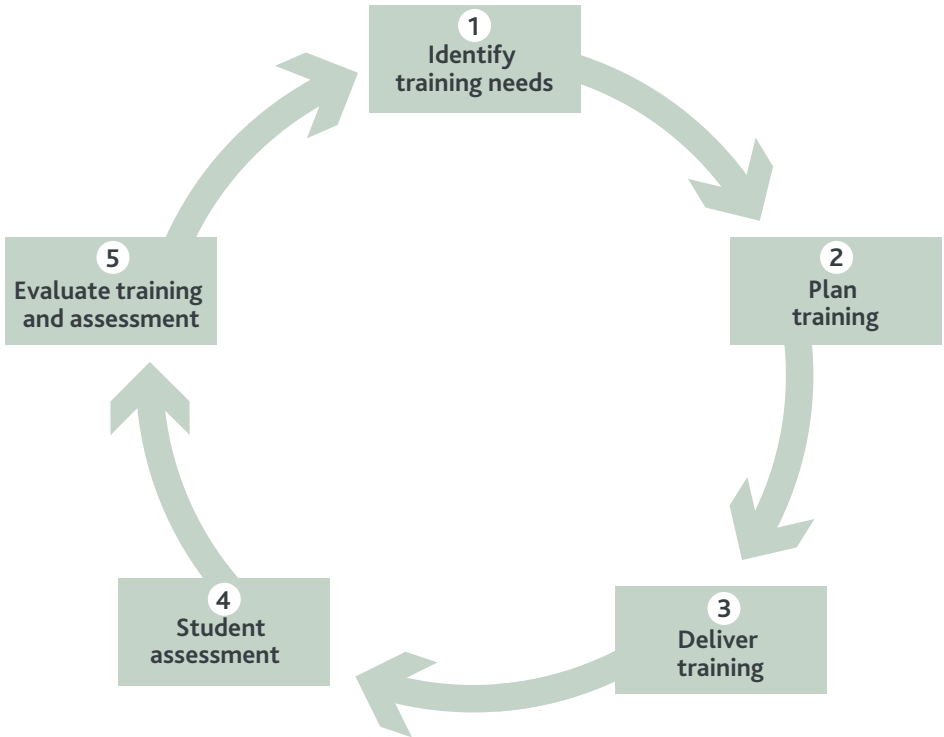 1
Identify
training needs
2
Plan
training
3
Deliver
training
4
Student
assessment
5
Evaluate training
and assessment